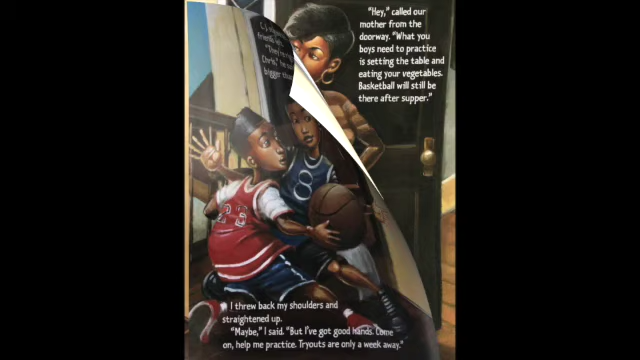 "Hey," called our
mother from the
doorway. "What you
boys need to practice
is setting the table and
eating your vegetables.
Basketball will still be
there after supper."
8
23
I threw back my shoulders and
straightened up.
"Maybe," I said. "But I've got good hands. Come
on, help me practice. Tryouts are only a week away."